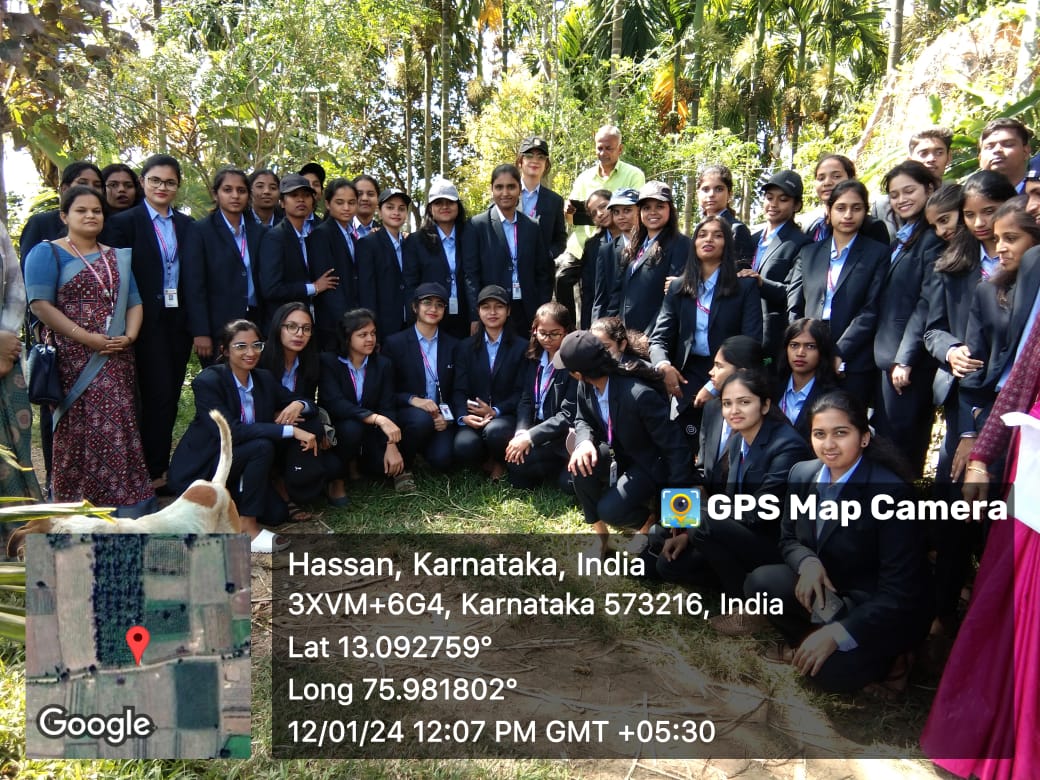 GPS Map Camera
Hassan, Karnataka, India
3XVM+6G4, Karnataka 573216, India
Lat 13.092759°
Long 75.981802°
12/01/24 12:07 PM GMT +05:30
Google